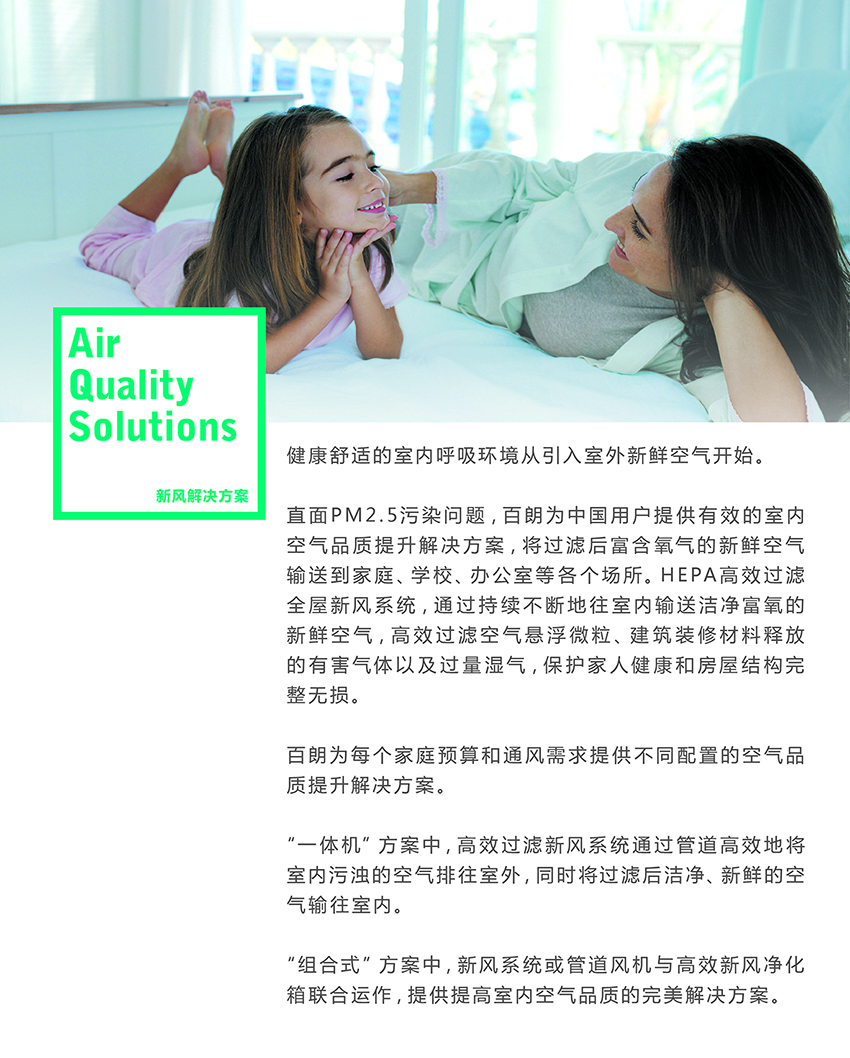 Air
Quality
Solutions
新风解决方案
健康舒适的室内呼吸环境从引入室外新鲜空气开始。
直面PM2.5污染问题，百朗为中国用户提供有效的室内
空气品质提升解决方案，将过滤后富含氧气的新鲜空气
输送到家庭、学校、办公室等各个场所。HEPA高效过滤
全屋新风系统，通过持续不断地往室内输送洁净富氧的
新鲜空气，高效过滤空气悬浮微粒、建筑装修材料释放
的有害气体以及过量湿气，保护家人健康和房屋结构完
整无损。
百朗为每个家庭预算和通风需求提供不同配置的空气品
质提升解决方案。
“一体机”方案中，高效过滤新风系统通过管道高效地将
室内污浊的空气排往室外，同时将过滤后洁净、新鲜的空
气输往室内。
“组合式”方案中，新风系统或管道风机与高效新风净化
箱联合运作，提供提高室内空气品质的完美解决方案。